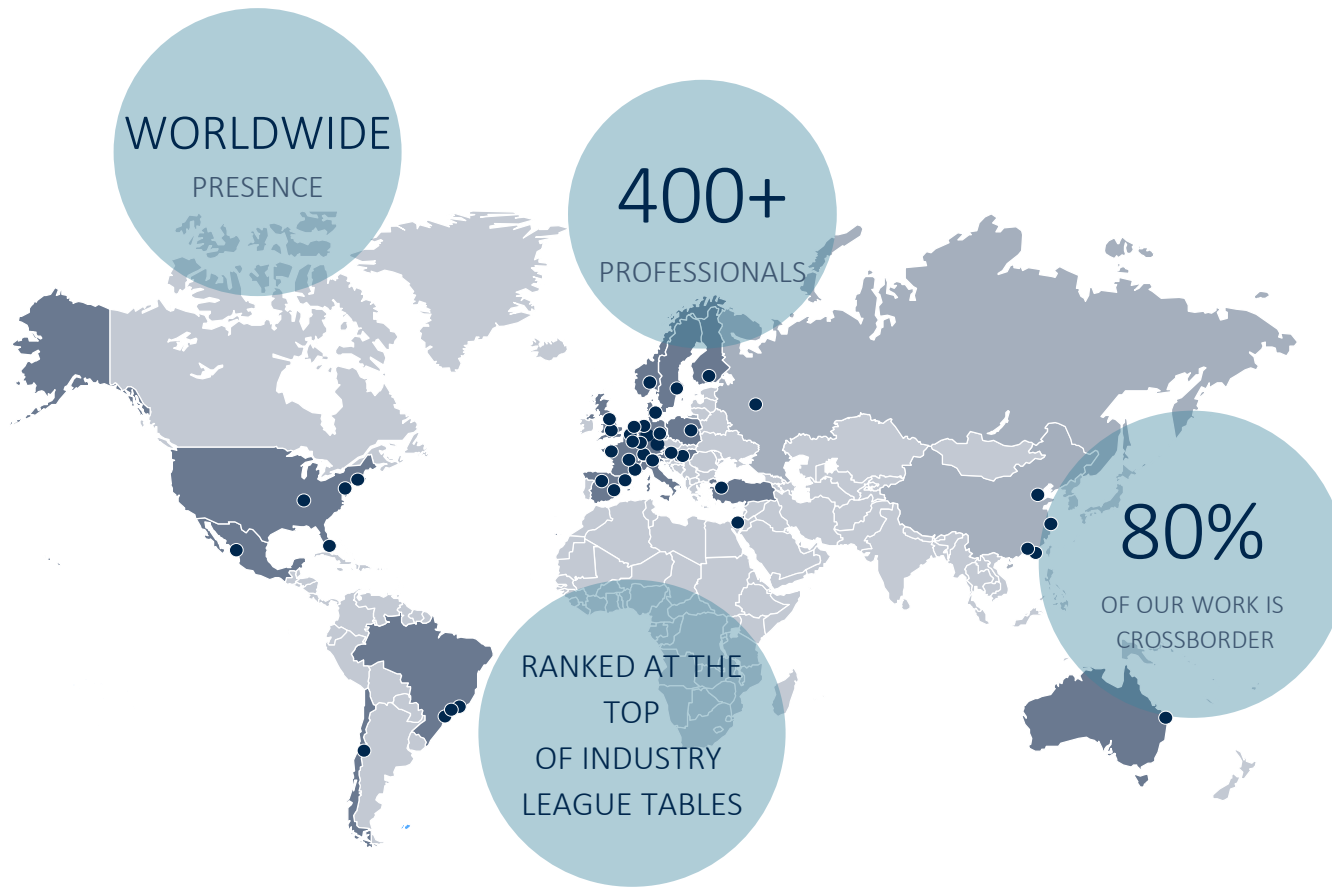 WORLDWIDE
PRESENCE
400+
PROFESSIONALS
80%
OF OUR WORK IS
CROSSBORDER
RANKED AT THE
TOP
OF INDUSTRY
LEAGUE TABLES